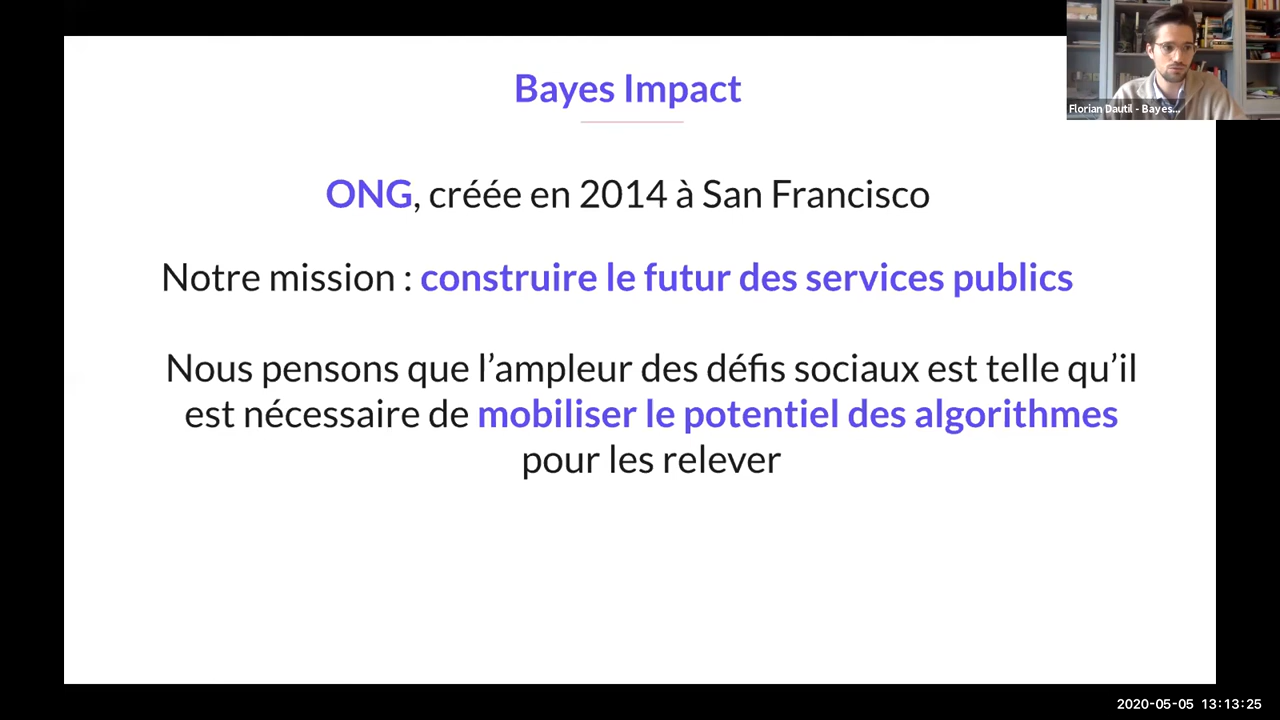 Bayes Impact
Florian Dautil - Bayes...
ONG, créée en 2014 à San Francisco
Notre mission : construire le futur des services publics
Nous pensons que l’ampleur des défis sociaux est telle qu’il
est nécessaire de mobiliser le potentiel des algorithmes
pour les relever
2020-05-05 13:13:25